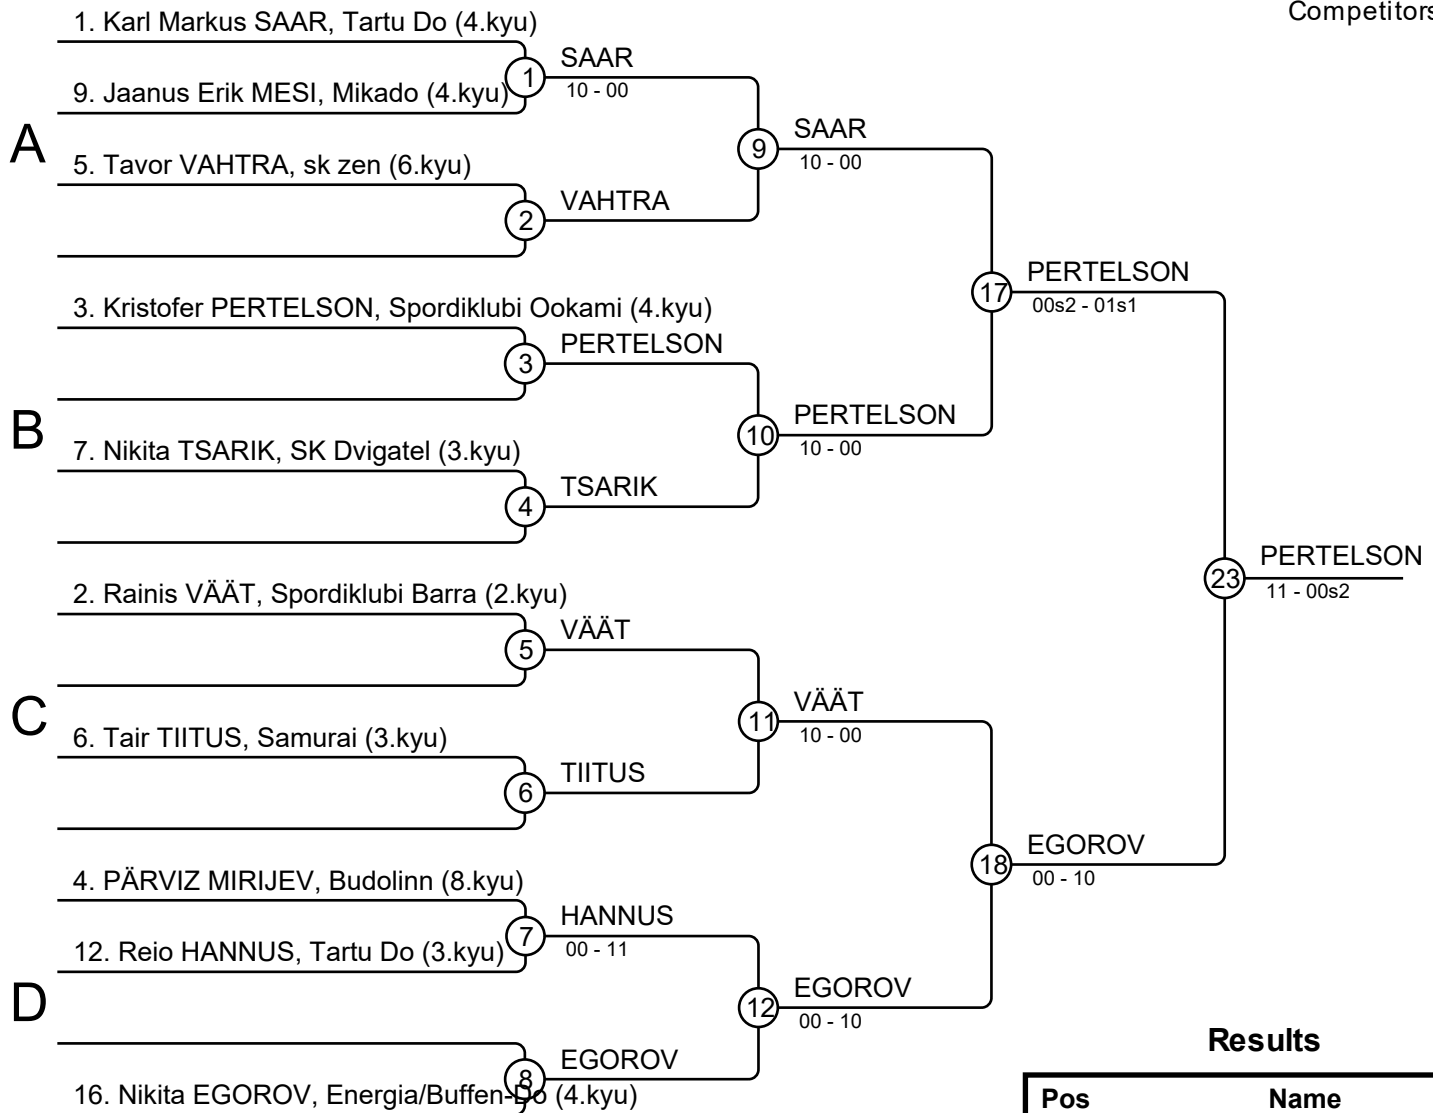 Competitors
1. Karl Markus SAAR, Tartu Do (4.kyu)
1
SAAR
10 - 00
9. Jaanus Erik MESI, Mikado (4.kyu)
A
9
SAAR
10 - 00
5. Tavor VAHTRA, sk zen (6.kyu)
2
VAHTRA
17
PERTELSON
00s2 - 01s1
3. Kristofer PERTELSON, Spordiklubi Ookami (4.kyu)
3
PERTELSON
B
10
PERTELSON
10 - 00
7. Nikita TSARIK, SK Dvigatel (3.kyu)
4
TSARIK
23
PERTELSON
11 - 00s2
2. Rainis VÄÄT, Spordiklubi Barra (2.kyu)
5
VÄÄT
C
11
VÄÄT
10 - 00
6. Tair TIITUS, Samurai (3.kyu)
6
TIITUS
18
EGOROV
00 - 10
4. PÄRVIZ MIRIJEV, Budolinn (8.kyu)
7
HANNUS
00 - 11
12. Reio HANNUS, Tartu Do (3.kyu)
D
12
EGOROV
00 - 10
8
EGOROV
16. Nikita EGOROV, Energia/Buffen-Do (4.kyu)
Results
Pos Name